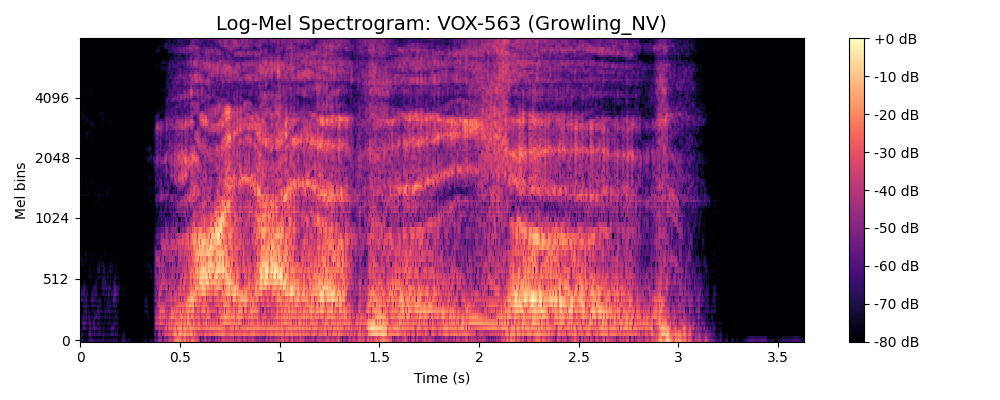 Log-Mel Spectrogram: VOX-563 (Growling_NV)
Mel bins
4096
2048
1024
512
0
0 0.5 1 1.5 2 2.5 3 3.5
Time (s)
+0 dB
-10 dB
-20 dB
-30 dB
-40 dB
-50 dB
-60 dB
-70 dB
-80 dB